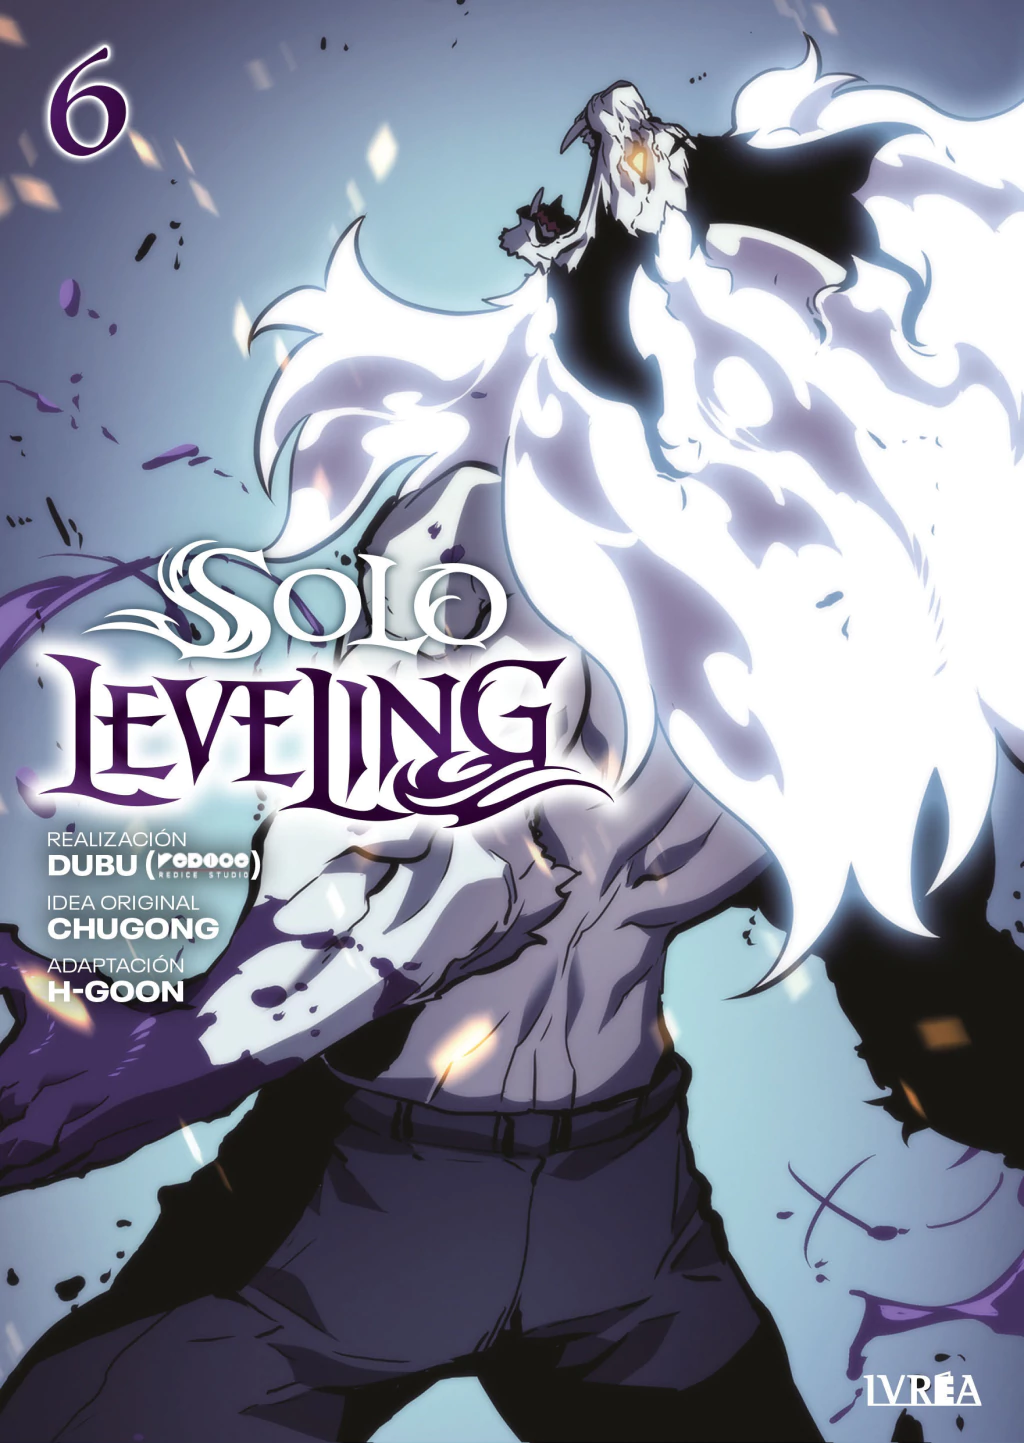 6
SOLO
LEVELING
REALIZACIÓN
DUBU (REDICE STUDIO)
IDEA ORIGINAL
CHUGONG
ADAPTACIÓN
H-GOON
IVREA